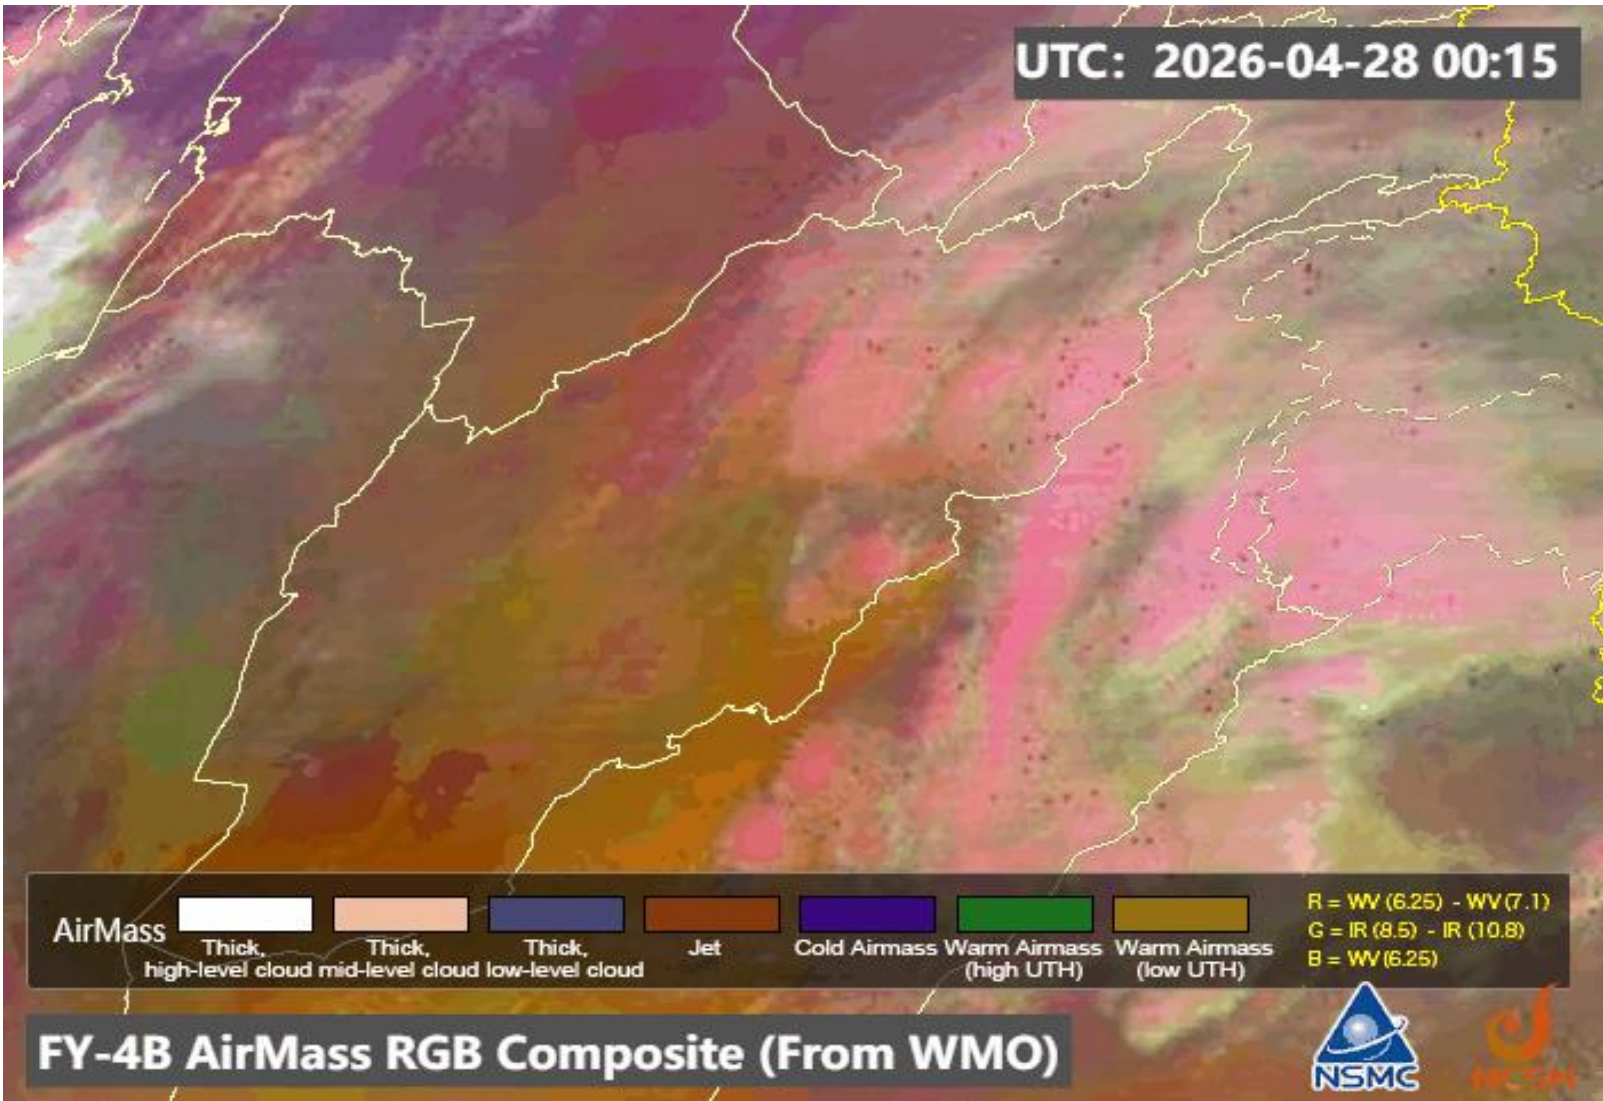 UTC: 2026-04-28 00:15
AirMass
Thick,
high-level cloud
Thick,
mid-level cloud
Thick,
low-level cloud
Jet
Cold Airmass
Warm Airmass
(high UTH)
Warm Airmass
(low UTH)
R = WV (6.25) - WV (7.1)
G = IR (8.5) - IR (10.8)
B = WV (6.25)
FY-4B AirMass RGB Composite (From WMO)
NSMC